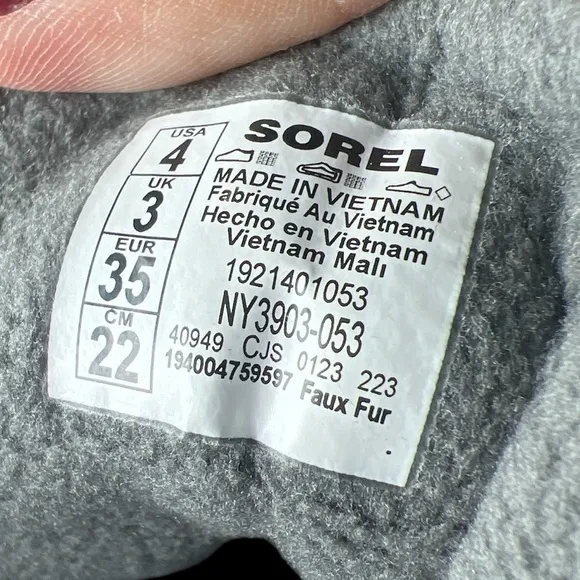 USA
4
UK
3
EUR
35
CM
22
SOREL
MADE IN VIETNAM
Fabriqué Au Vietnam
Hecho en Vietnam
Vietnam Malı
1921401053
NY3903-053
40949 CJS 0123 223
194004759597 Faux Fur